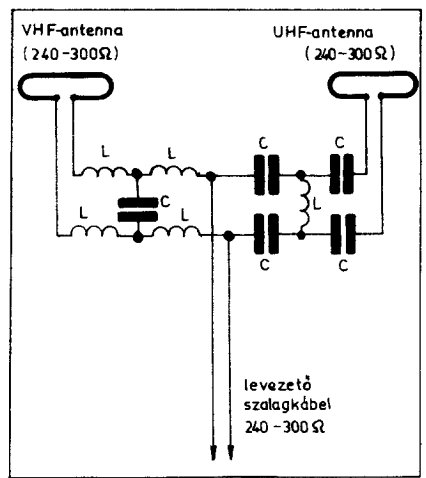 VHF-antenna
(240-300Ω)
UHF-antenna
(240-300Ω)
L
L
C
C
C
L
L
L
C
C
levezető
szalagkábel
240-300Ω